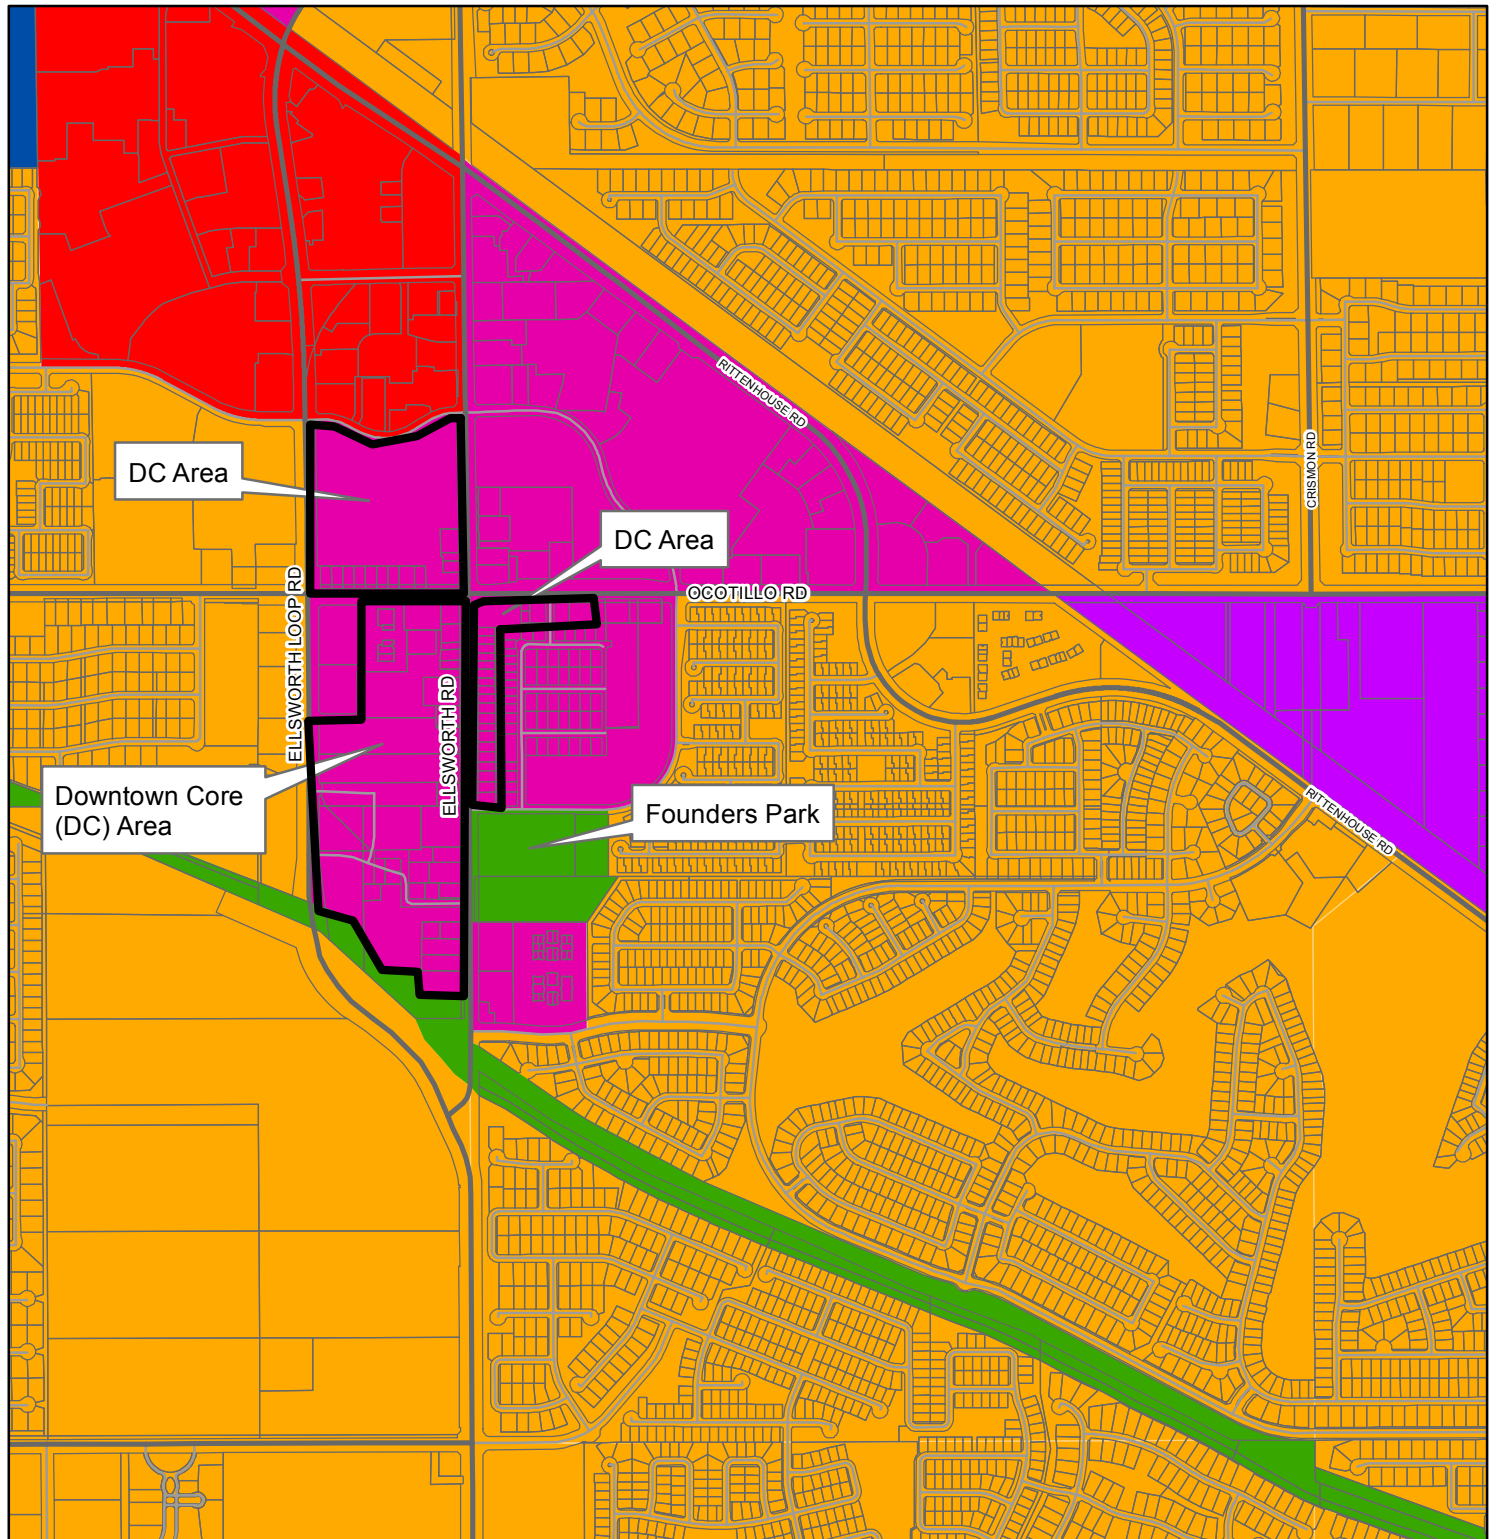 RITTENHOUSE RD
CRISMON RD
DC Area
DC Area
OCOTILLO RD
ELLSWORTH LOOP RD
ELLSWORTH RD
Downtown Core
(DC) Area
Founders Park
RITTENHOUSE RD